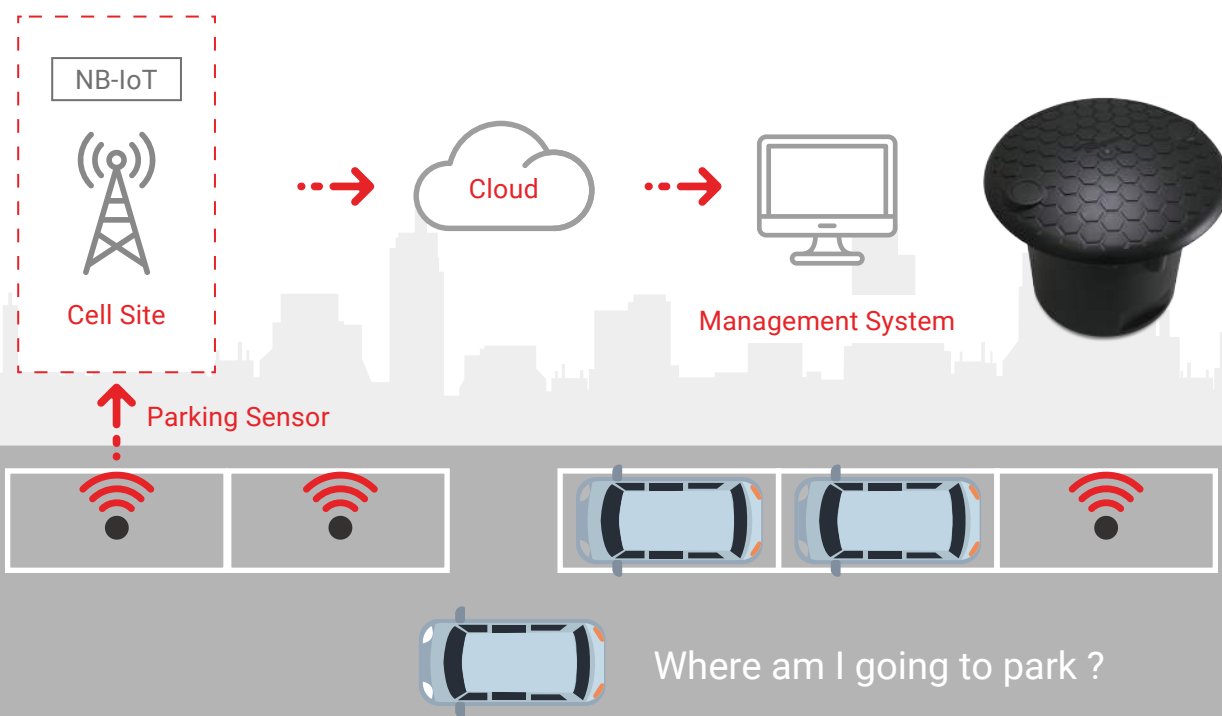 NB-IoT
Cloud
Cell Site
Management System
Parking Sensor
Where am I going to park ?